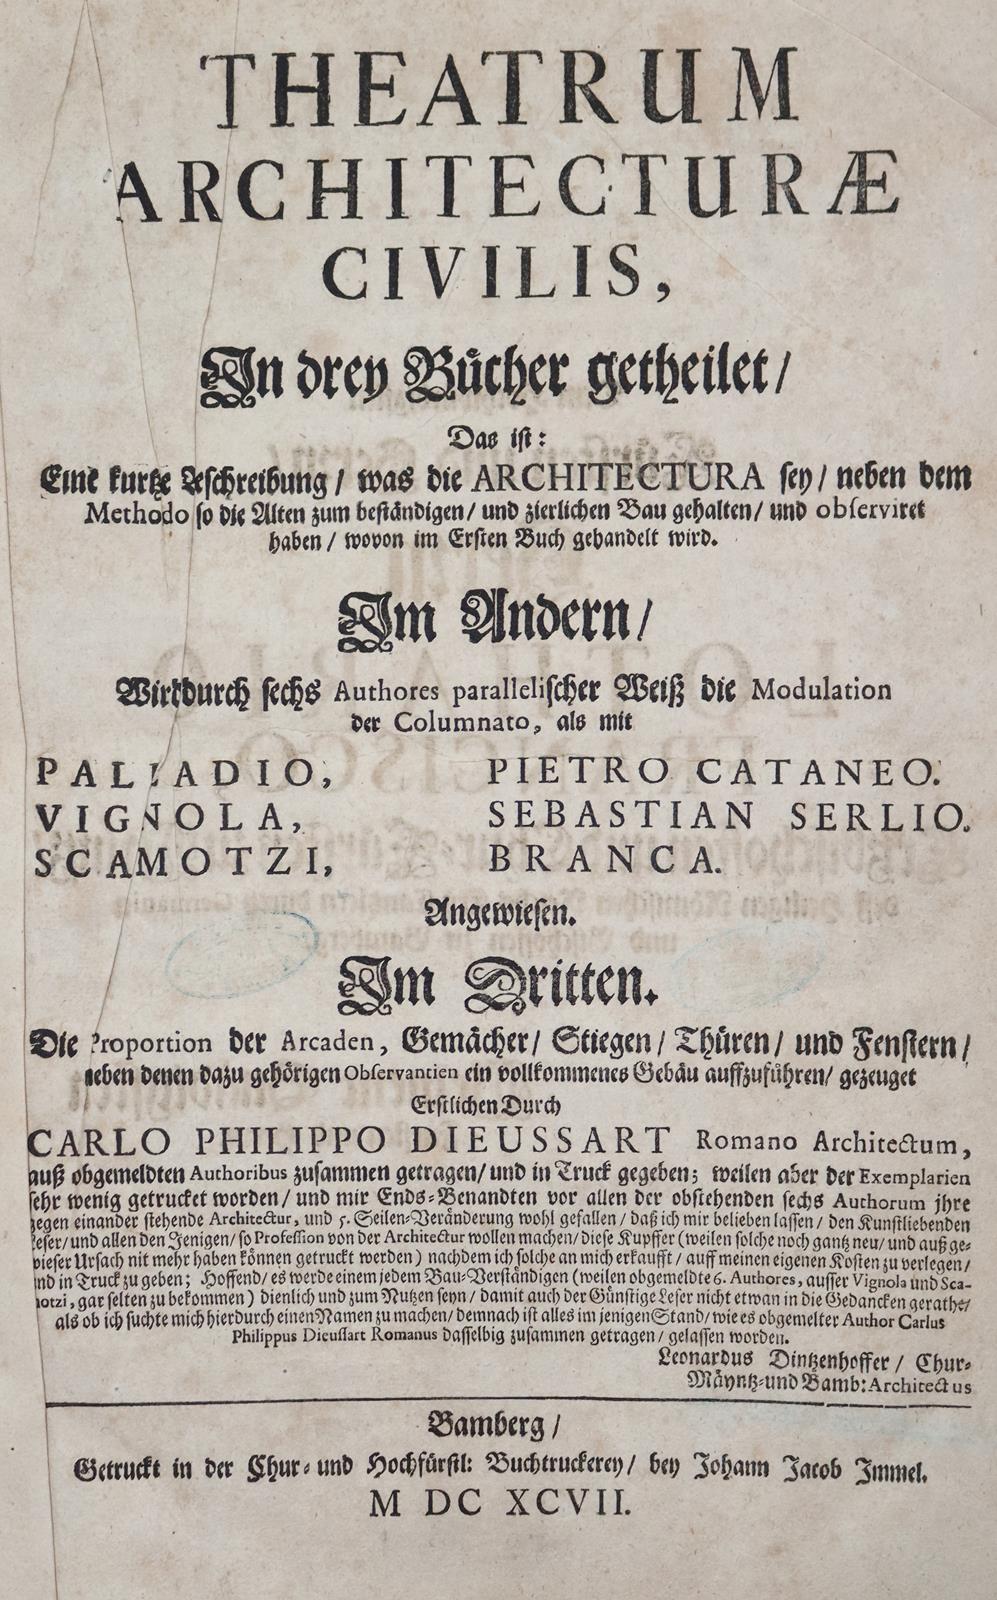 THEATRUM
ARCHITECTURÆ
CIVILIS,
In drey Bücher getheilet/
Das ist:
Eine kurtze Beschreibung/ was die ARCHITECTURA sey/ neben dem
Methodo so die Alten zum beständigen/ und zierlichen Bau gehalten/ und observiret
haben/ wovon im Ersten Buch gehandelt wird.
Im Andern/
Wird durch sechs Authores parallelischer Weiß die Modulation
der Columnato, als mit
PALLADIO, PIETRO CATANEO.
VIGNOLA, SEBASTIAN SERLIO.
SCAMOTZI, BRANCA.
Angewiesen.
Im Dritten.
Die Proportion der Arcaden, Gemächer/ Stiegen/ Thüren/ und Fenstern/
neben denen dazu gehörigen Observantien ein vollkommenes Gebäu auffzuführen/ gezeuget
Erstlichen Durch
CARLO PHILIPPO DIEUSSART Romano Architectum,
auß obgemeldten Authoribus zusammen getragen/ und in Truck gegeben; weilen aber der Exemplarien
sehr wenig getrucket worden/ und mir Ends-Benandten vor allen der obstehenden sechs Authorum jhre
gegen einander stehende Architectur, und 5. Seilen-Veränderung wohl gefallen/ daß ich mir belieben lassen/ den Kunstliebenden
Leser/ und allen den Jenigen/ so Profession von der Architectur wollen machen/ diese Kupffer (weilen solche noch gantz neu/ und auß ge-
wieser Ursach nit mehr haben können getruckt werden) nachdem ich solche an mich erkaufft/ auff meinen eigenen Kosten zu verlegen/
und in Truck zu geben; Hoffend/ es werde einem jedem Bau-Verständigen (weilen obgemeldte 6. Authores, ausser Vignola und Sca-
motzi, gar selten zu bekommen) dienlich und zum Nutzen seyn/ damit auch der Günstige Leser nicht etwan in die Gedancken gerathe/
als ob ich suchte mich hierdurch einen Namen zu machen/ demnach ist alles im jenigen Stand/ wie es obgemelter Author Carlus
Philippus Dieussart Romanus dasselbig zusammen getragen/ gelassen worden.
Leonardus Dintzenhoffer/ Chur-
Mäyntz-und Bamb: Architectus
Bamberg/
Getruckt in der Chur- und Hochfürstl: Buchtruckerey/ bey Johann Jacob Immel.
M DC XCVII.